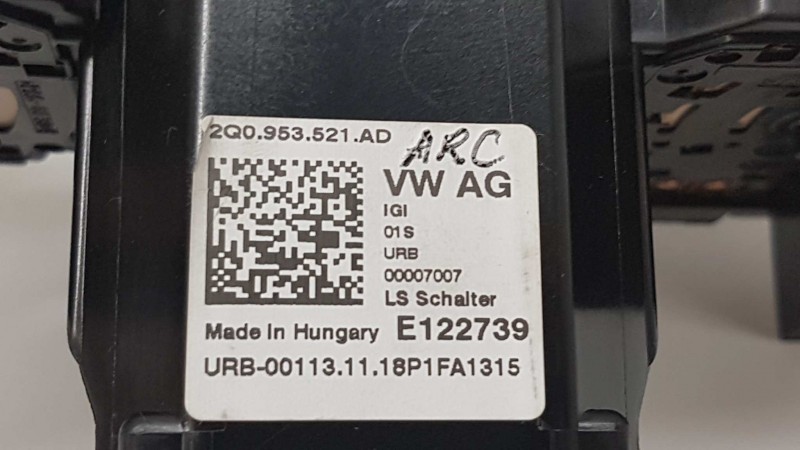 2Q0.953.521.AD
ARC
VW AG
IGI
01S
URB
00007007
LS Schalter
Made In Hungary E122739
URB-00113.11.18P1FA1315